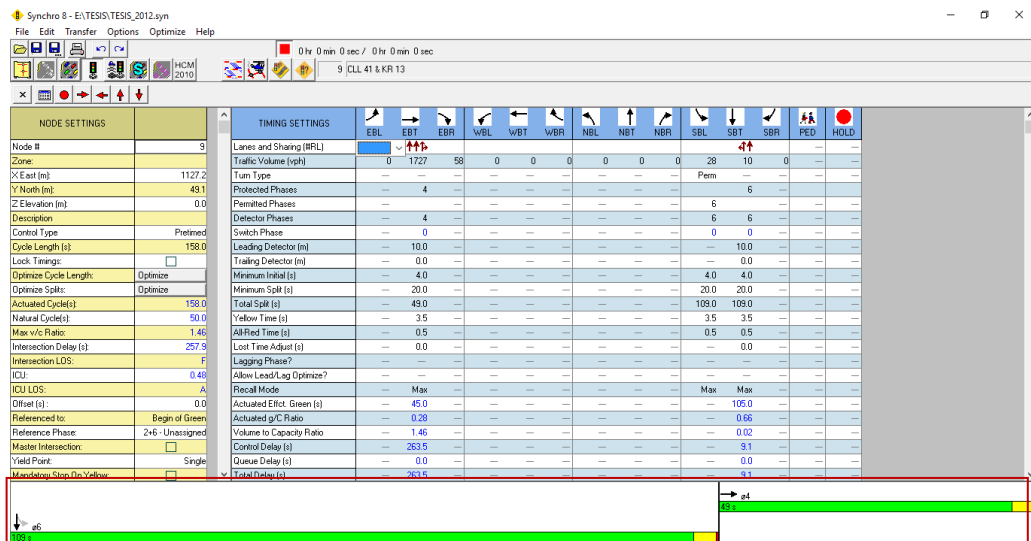 Synchro 8 - E:\TESIS\TESIS_2012.syn
File Edit Transfer Options Optimize Help
0 hr 0 min 0 sec / 0 hr 0 min 0 sec
HCM 2010 9 CLL 41 & KR 13
NODE SETTINGS
Node # 9
Zone:
X East (m): 1127.2
Y North (m): 49.1
Z Elevation (m): 0.0
Description
Control Type Pretimed
Cycle Length (s): 158.0
Lock Timings:
Optimize Cycle Length: Optimize
Optimize Splits: Optimize
Actuated Cycle(s): 158.0
Natural Cycle(s): 50.0
Max v/c Ratio: 1.46
Intersection Delay (s): 257.9
Intersection LOS: F
ICU: 0.48
ICU LOS: A
Offset (s) : 0.0
Referenced to: Begin of Green
Reference Phase: 2+6 - Unassigned
Master Intersection:
Yield Point: Single
Mandatory Stop On Yellow:
TIMING SETTINGS EBL EBT EBR WBL WBT WBR NBL NBT NBR SBL SBT SBR PED HOLD
Lanes and Sharing (#RL) — —
Traffic Volume (vph) 0 1727 58 0 0 0 0 0 0 28 10 0 — —
Turn Type — — — — — — — — — Perm — — — —
Protected Phases — 4 — — — — — — — 6 — — —
Permitted Phases — — — — — — — — 6 — — —
Detector Phases — 4 — — — — — — — 6 6 — — —
Switch Phase — 0 — — — — — — — 0 0 — — —
Leading Detector (m) — 10.0 — — — — — — — — 10.0 — — —
Trailing Detector (m) — 0.0 — — — — — — — — 0.0 — — —
Minimum Initial (s) — 4.0 — — — — — — — 4.0 4.0 — — —
Minimum Split (s) — 20.0 — — — — — — — 20.0 20.0 — — —
Total Split (s) — 49.0 — — — — — — — 109.0 109.0 — — —
Yellow Time (s) — 3.5 — — — — — — — 3.5 3.5 — — —
All-Red Time (s) — 0.5 — — — — — — — 0.5 0.5 — — —
Lost Time Adjust (s) — 0.0 — — — — — — — — 0.0 — — —
Lagging Phase? — — — — — — — — — — — — — —
Allow Lead/Lag Optimize? — — — — — — — — — — — — — —
Recall Mode — Max — — — — — — — Max Max — — —
Actuated Effct. Green (s) — 45.0 — — — — — — — — 105.0 — — —
Actuated g/C Ratio — 0.28 — — — — — — — — 0.66 — — —
Volume to Capacity Ratio — 1.46 — — — — — — — — 0.02 — — —
Control Delay (s) — 263.5 — — — — — — — — 9.1 — — —
Queue Delay (s) — 0.0 — — — — — — — — 0.0 — — —
Total Delay (s) — 263.5 — — — — — — — — 9.1 — — —
ø4
49 s
ø6
109 s